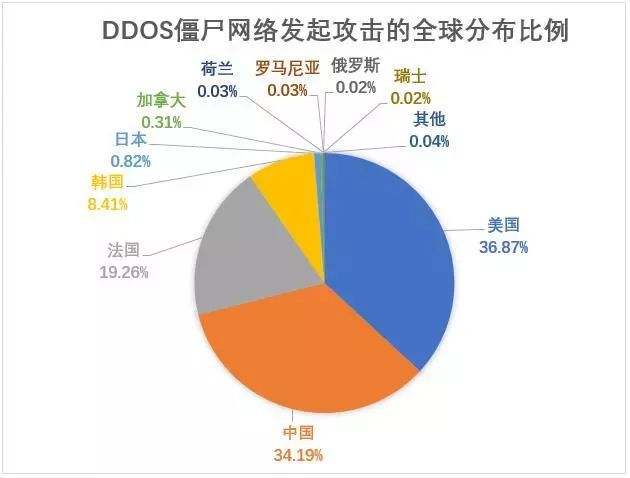 DDOS僵尸网络发起攻击的全球分布比例
荷兰
0.03%
罗马尼亚
0.03%
俄罗斯
0.02%
瑞士
0.02%
加拿大
0.31%
其他
0.04%
日本
0.82%
韩国
8.41%
美国
36.87%
法国
19.26%
中国
34.19%